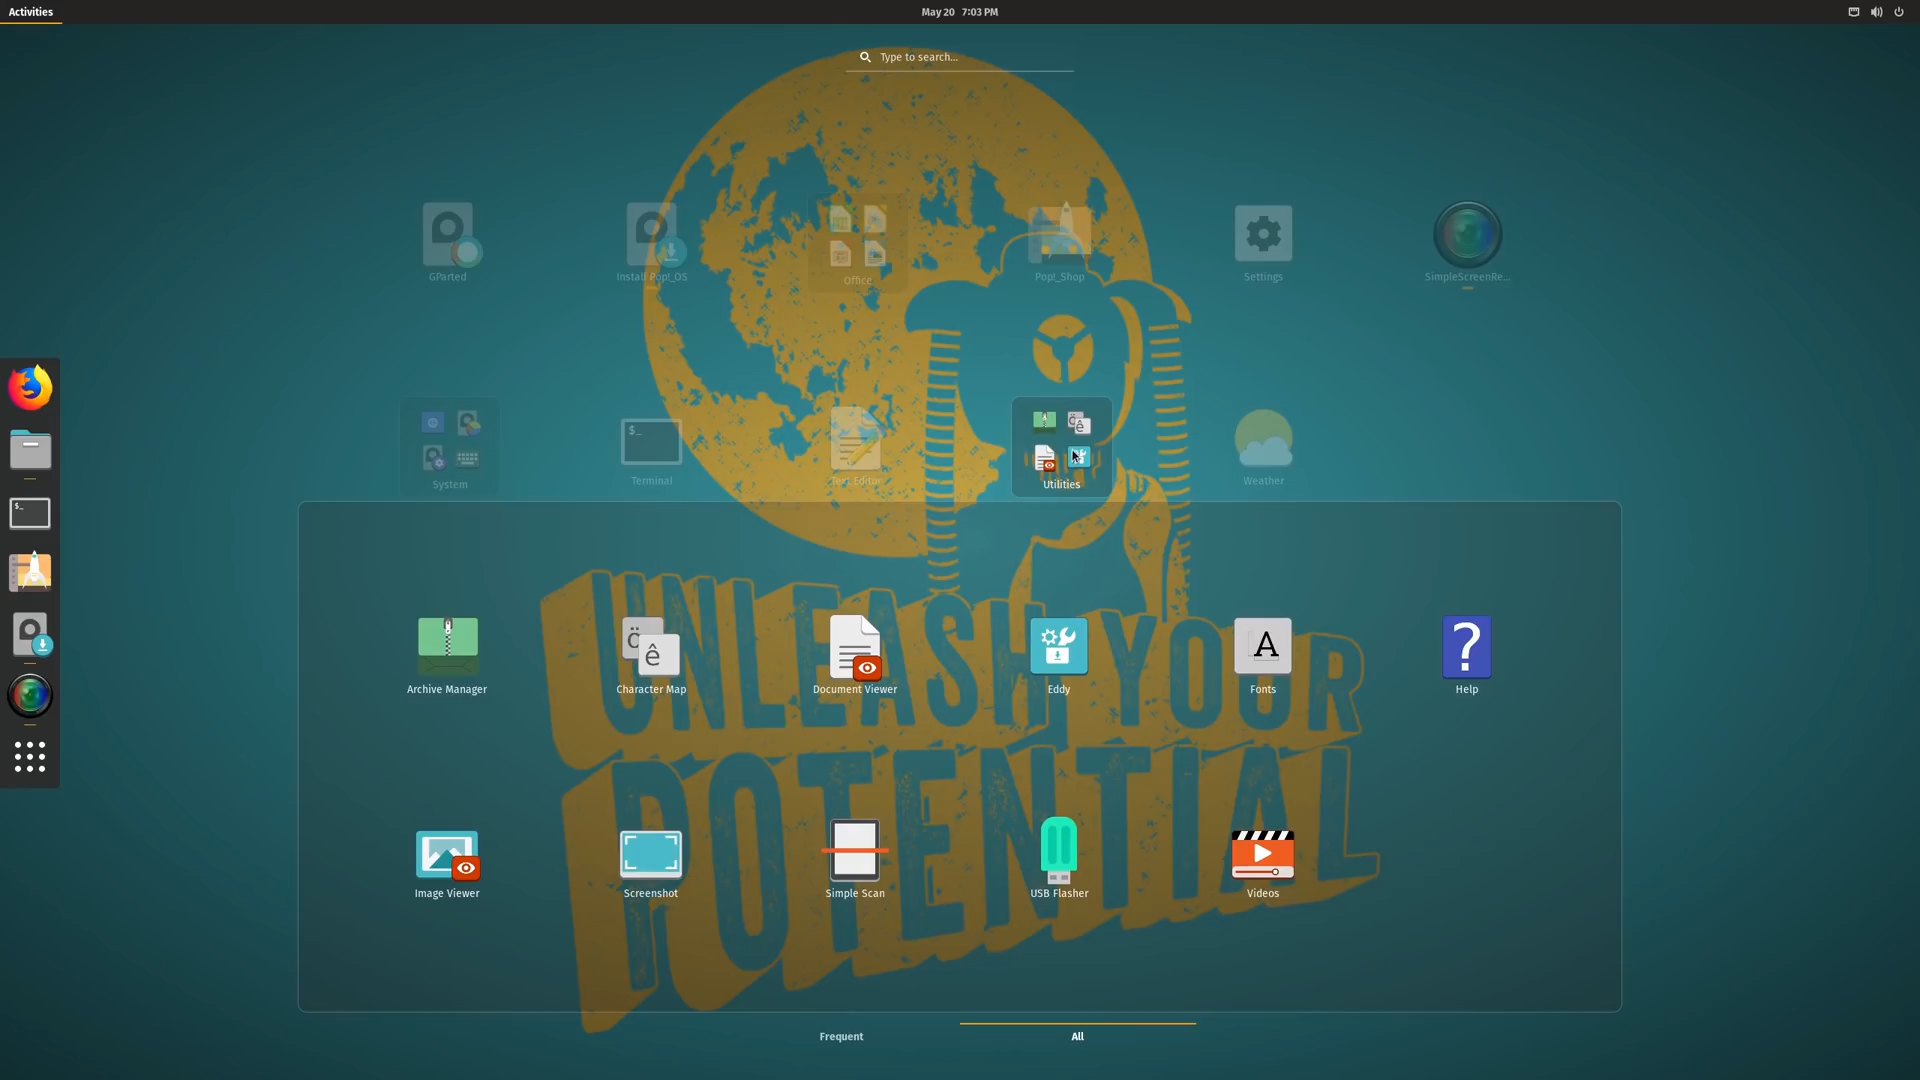 Activities
May 20 7:03 PM
Type to search...
GParted
Install Pop!_OS
Office
Pop!_Shop
Settings
SimpleScreenRe...
System
Terminal
Text Editor
Utilities
Weather
UNLEASH YOUR
POTENTIAL
Archive Manager
Character Map
Document Viewer
Eddy
Fonts
Help
Image Viewer
Screenshot
Simple Scan
USB Flasher
Videos
Frequent
All